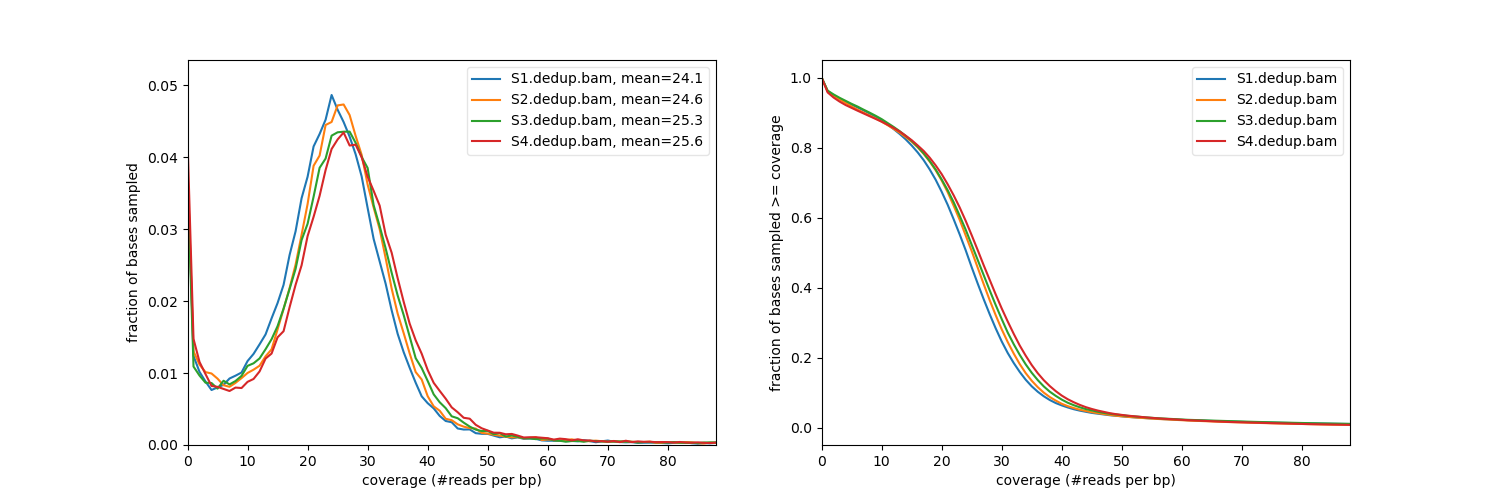 0.05
0.04
0.03
0.02
0.01
0.00
fraction of bases sampled
0 10 20 30 40 50 60 70 80
coverage (#reads per bp)
S1.dedup.bam, mean=24.1
S2.dedup.bam, mean=24.6
S3.dedup.bam, mean=25.3
S4.dedup.bam, mean=25.6
1.0
0.8
0.6
0.4
0.2
0.0
fraction of bases sampled >= coverage
0 10 20 30 40 50 60 70 80
coverage (#reads per bp)
S1.dedup.bam
S2.dedup.bam
S3.dedup.bam
S4.dedup.bam